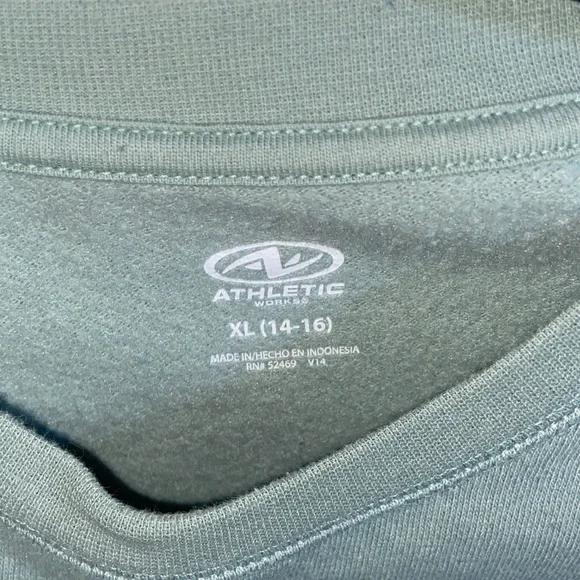 ATHLETIC
WORKS®
XL (14-16)
MADE IN/HECHO EN INDONESIA
RN# 52469 V14